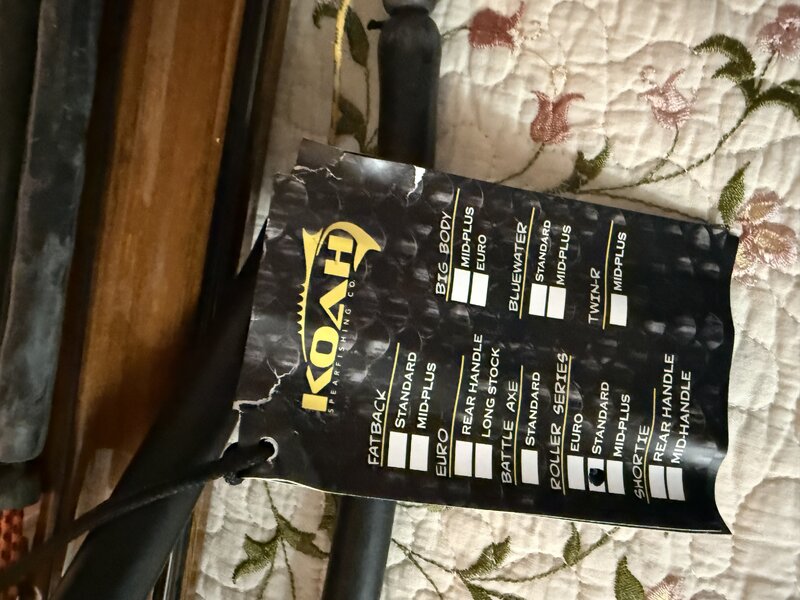 KOAH
SPEARFISHING CO.
FATBACK
STANDARD
MID-PLUS
EURO
REAR HANDLE
LONG STOCK
BATTLE AXE
STANDARD
ROLLER SERIES
EURO
STANDARD
MID-PLUS
SHORTIE
REAR HANDLE
MID-HANDLE
BIG BODY
MID-PLUS
EURO
BLUEWATER
STANDARD
MID-PLUS
TWIN-R
MID-PLUS